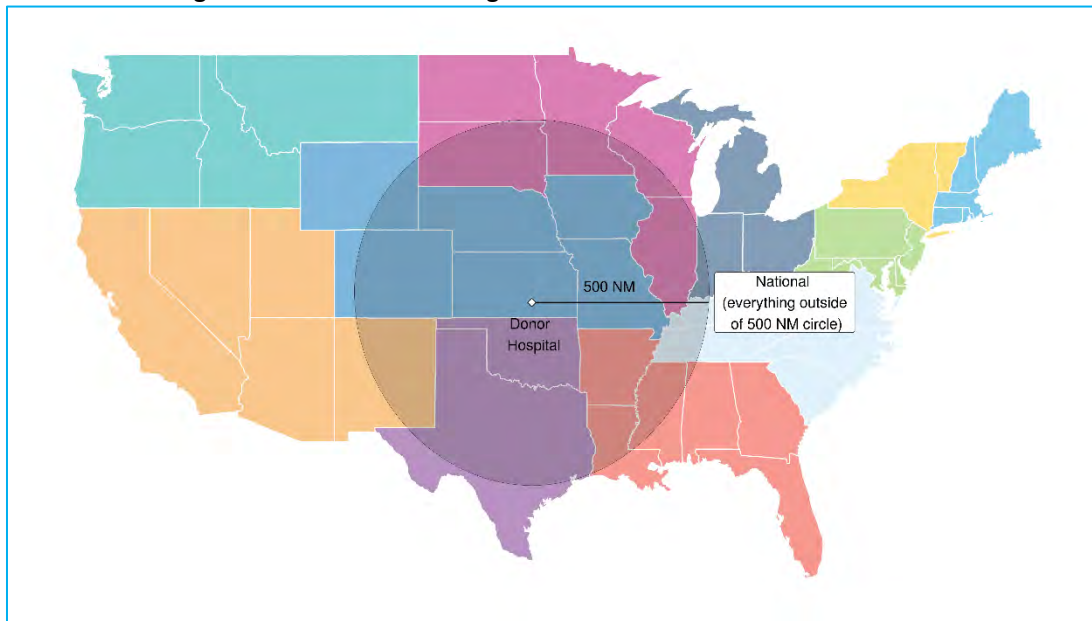 500 NM
National
(everything outside
of 500 NM circle)
Donor
Hospital